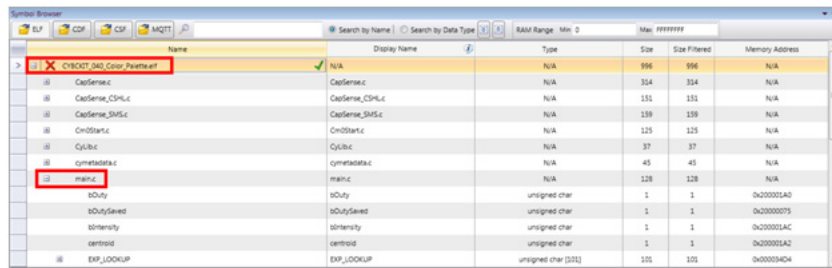 Symbol Browser
ELF CDF CSF MQTT Search by Name Search by Data Type RAM Range Min 0 Max FFFFFFFF
Name Display Name Type Size Size Filtered Memory Address
CY8CKIT_040_Color_Palette.elf N/A N/A 996 996 N/A
CapSense.c CapSense.c N/A 314 314 N/A
CapSense_CSHL.c CapSense_CSHL.c N/A 151 151 N/A
CapSense_SMS.c CapSense_SMS.c N/A 159 159 N/A
Cm0Start.c Cm0Start.c N/A 125 125 N/A
CyLib.c CyLib.c N/A 37 37 N/A
cymetadata.c cymetadata.c N/A 45 45 N/A
main.c main.c N/A 128 128 N/A
bDuty bDuty unsigned char 1 1 0x200001A0
bDutySaved bDutySaved unsigned char 1 1 0x20000075
bIntensity bIntensity unsigned char 1 1 0x200001AC
centroid centroid unsigned char 1 1 0x200001A2
EXP_LOOKUP EXP_LOOKUP unsigned char [101] 101 101 0x000034D4